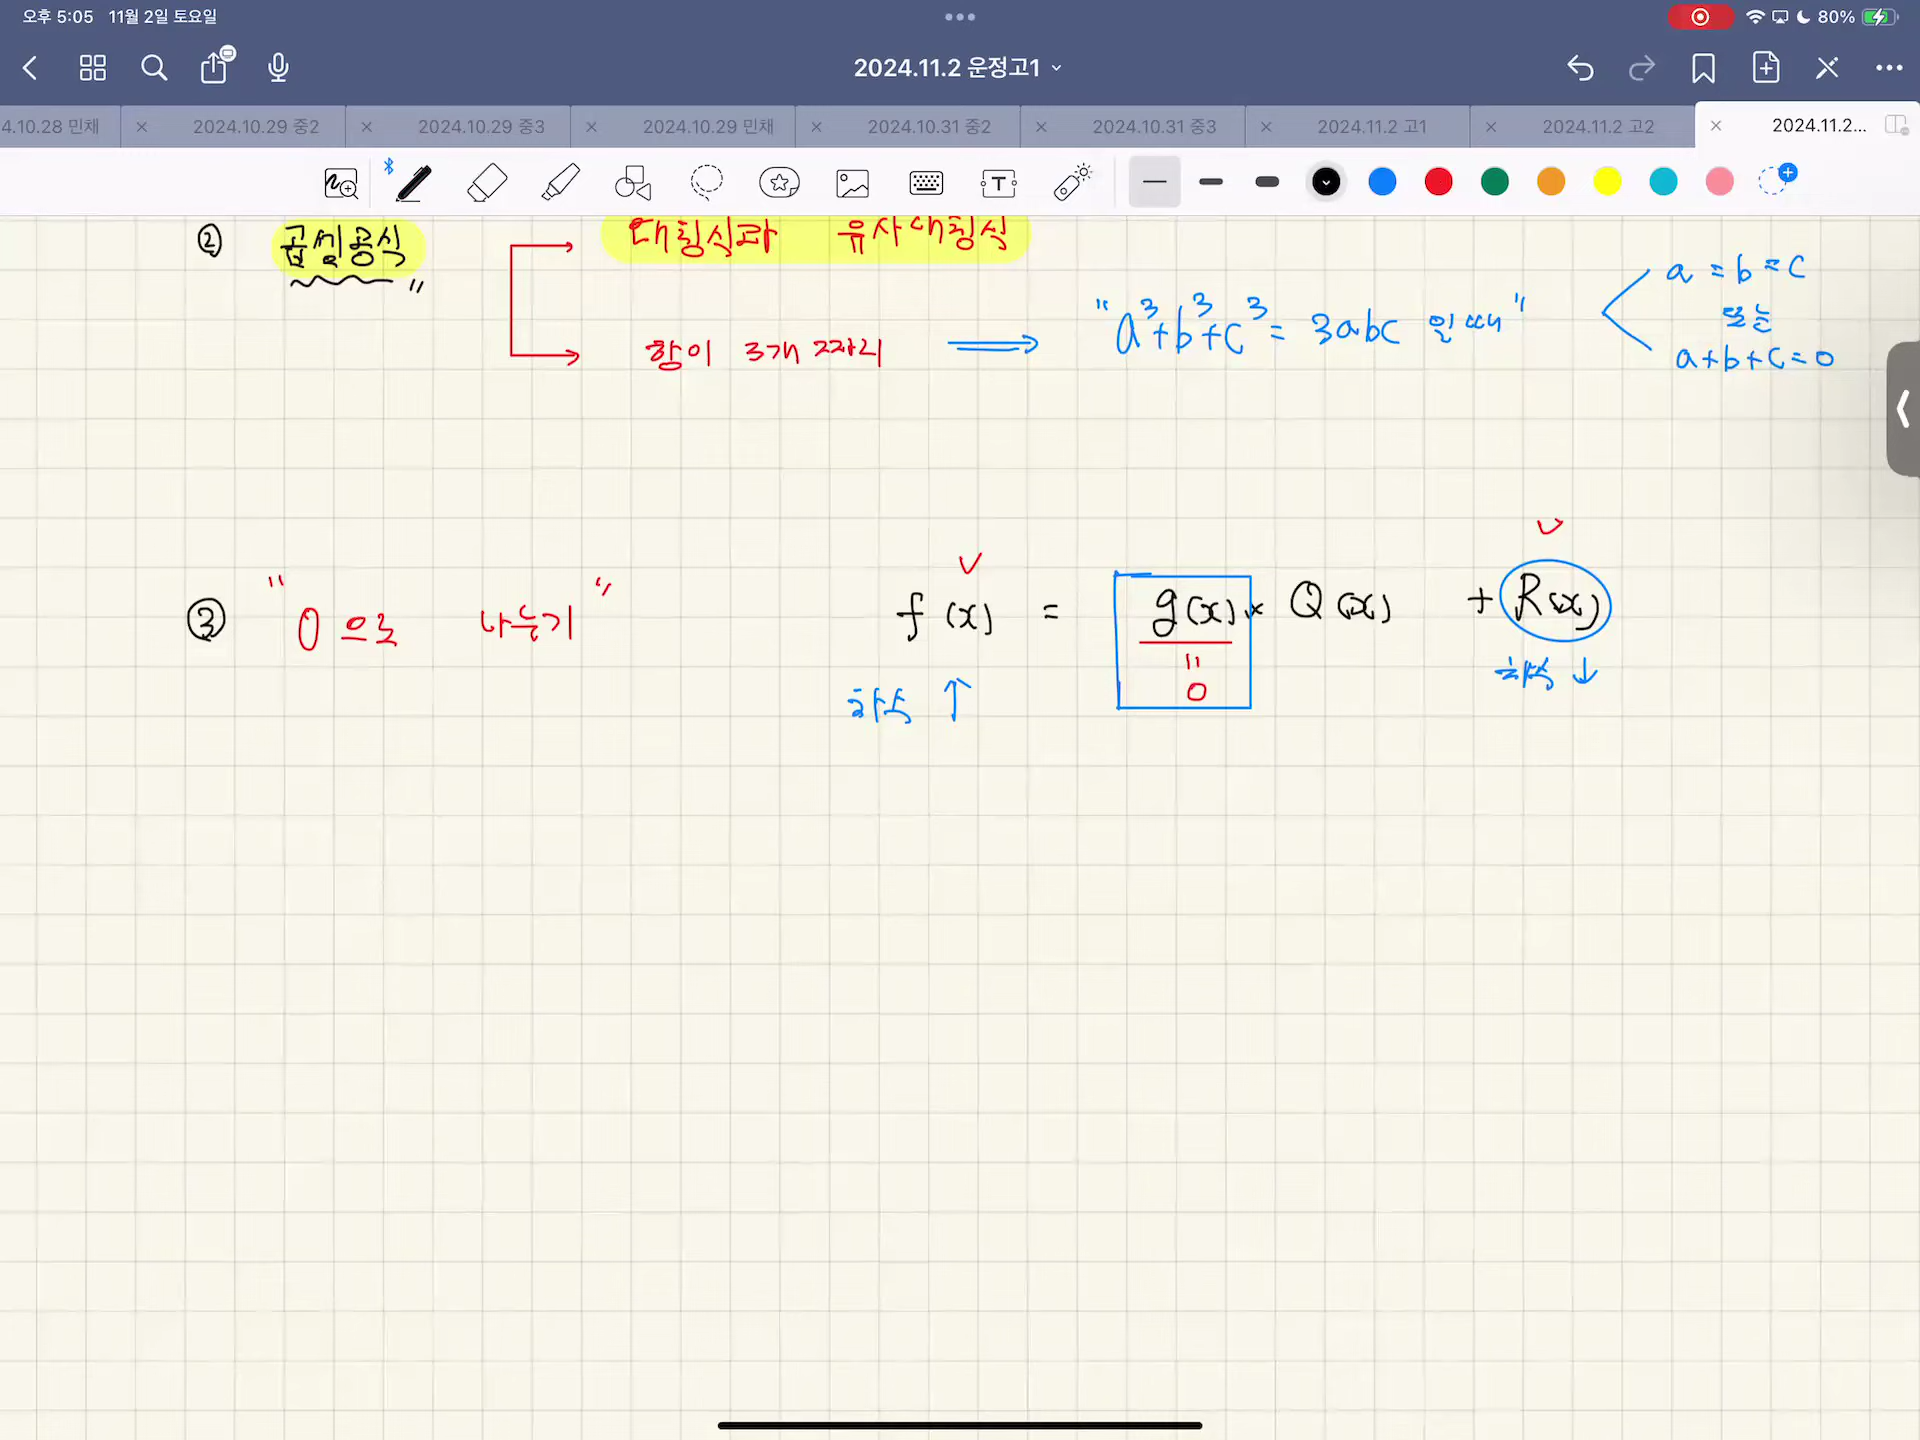 오후 5:05 11월 2일 토요일
80%
2024.11.2 운정고1
4.10.28 민채
2024.10.29 중2
2024.10.29 중3
2024.10.29 민채
2024.10.31 중2
2024.10.31 중3
2024.11.2 고1
2024.11.2 고2
2024.11.2...
② 곱셈공식 대칭식과 유사대칭식
항이 3개 짜리 ⟹ "a³+b³+c³= 3abc 일 때"
a = b = c
또는
a+b+c=0
③ "0으로 나누기" f(x) = g(x)× Q(x) + R(x)
"
0
차수 ↑
차수 ↓